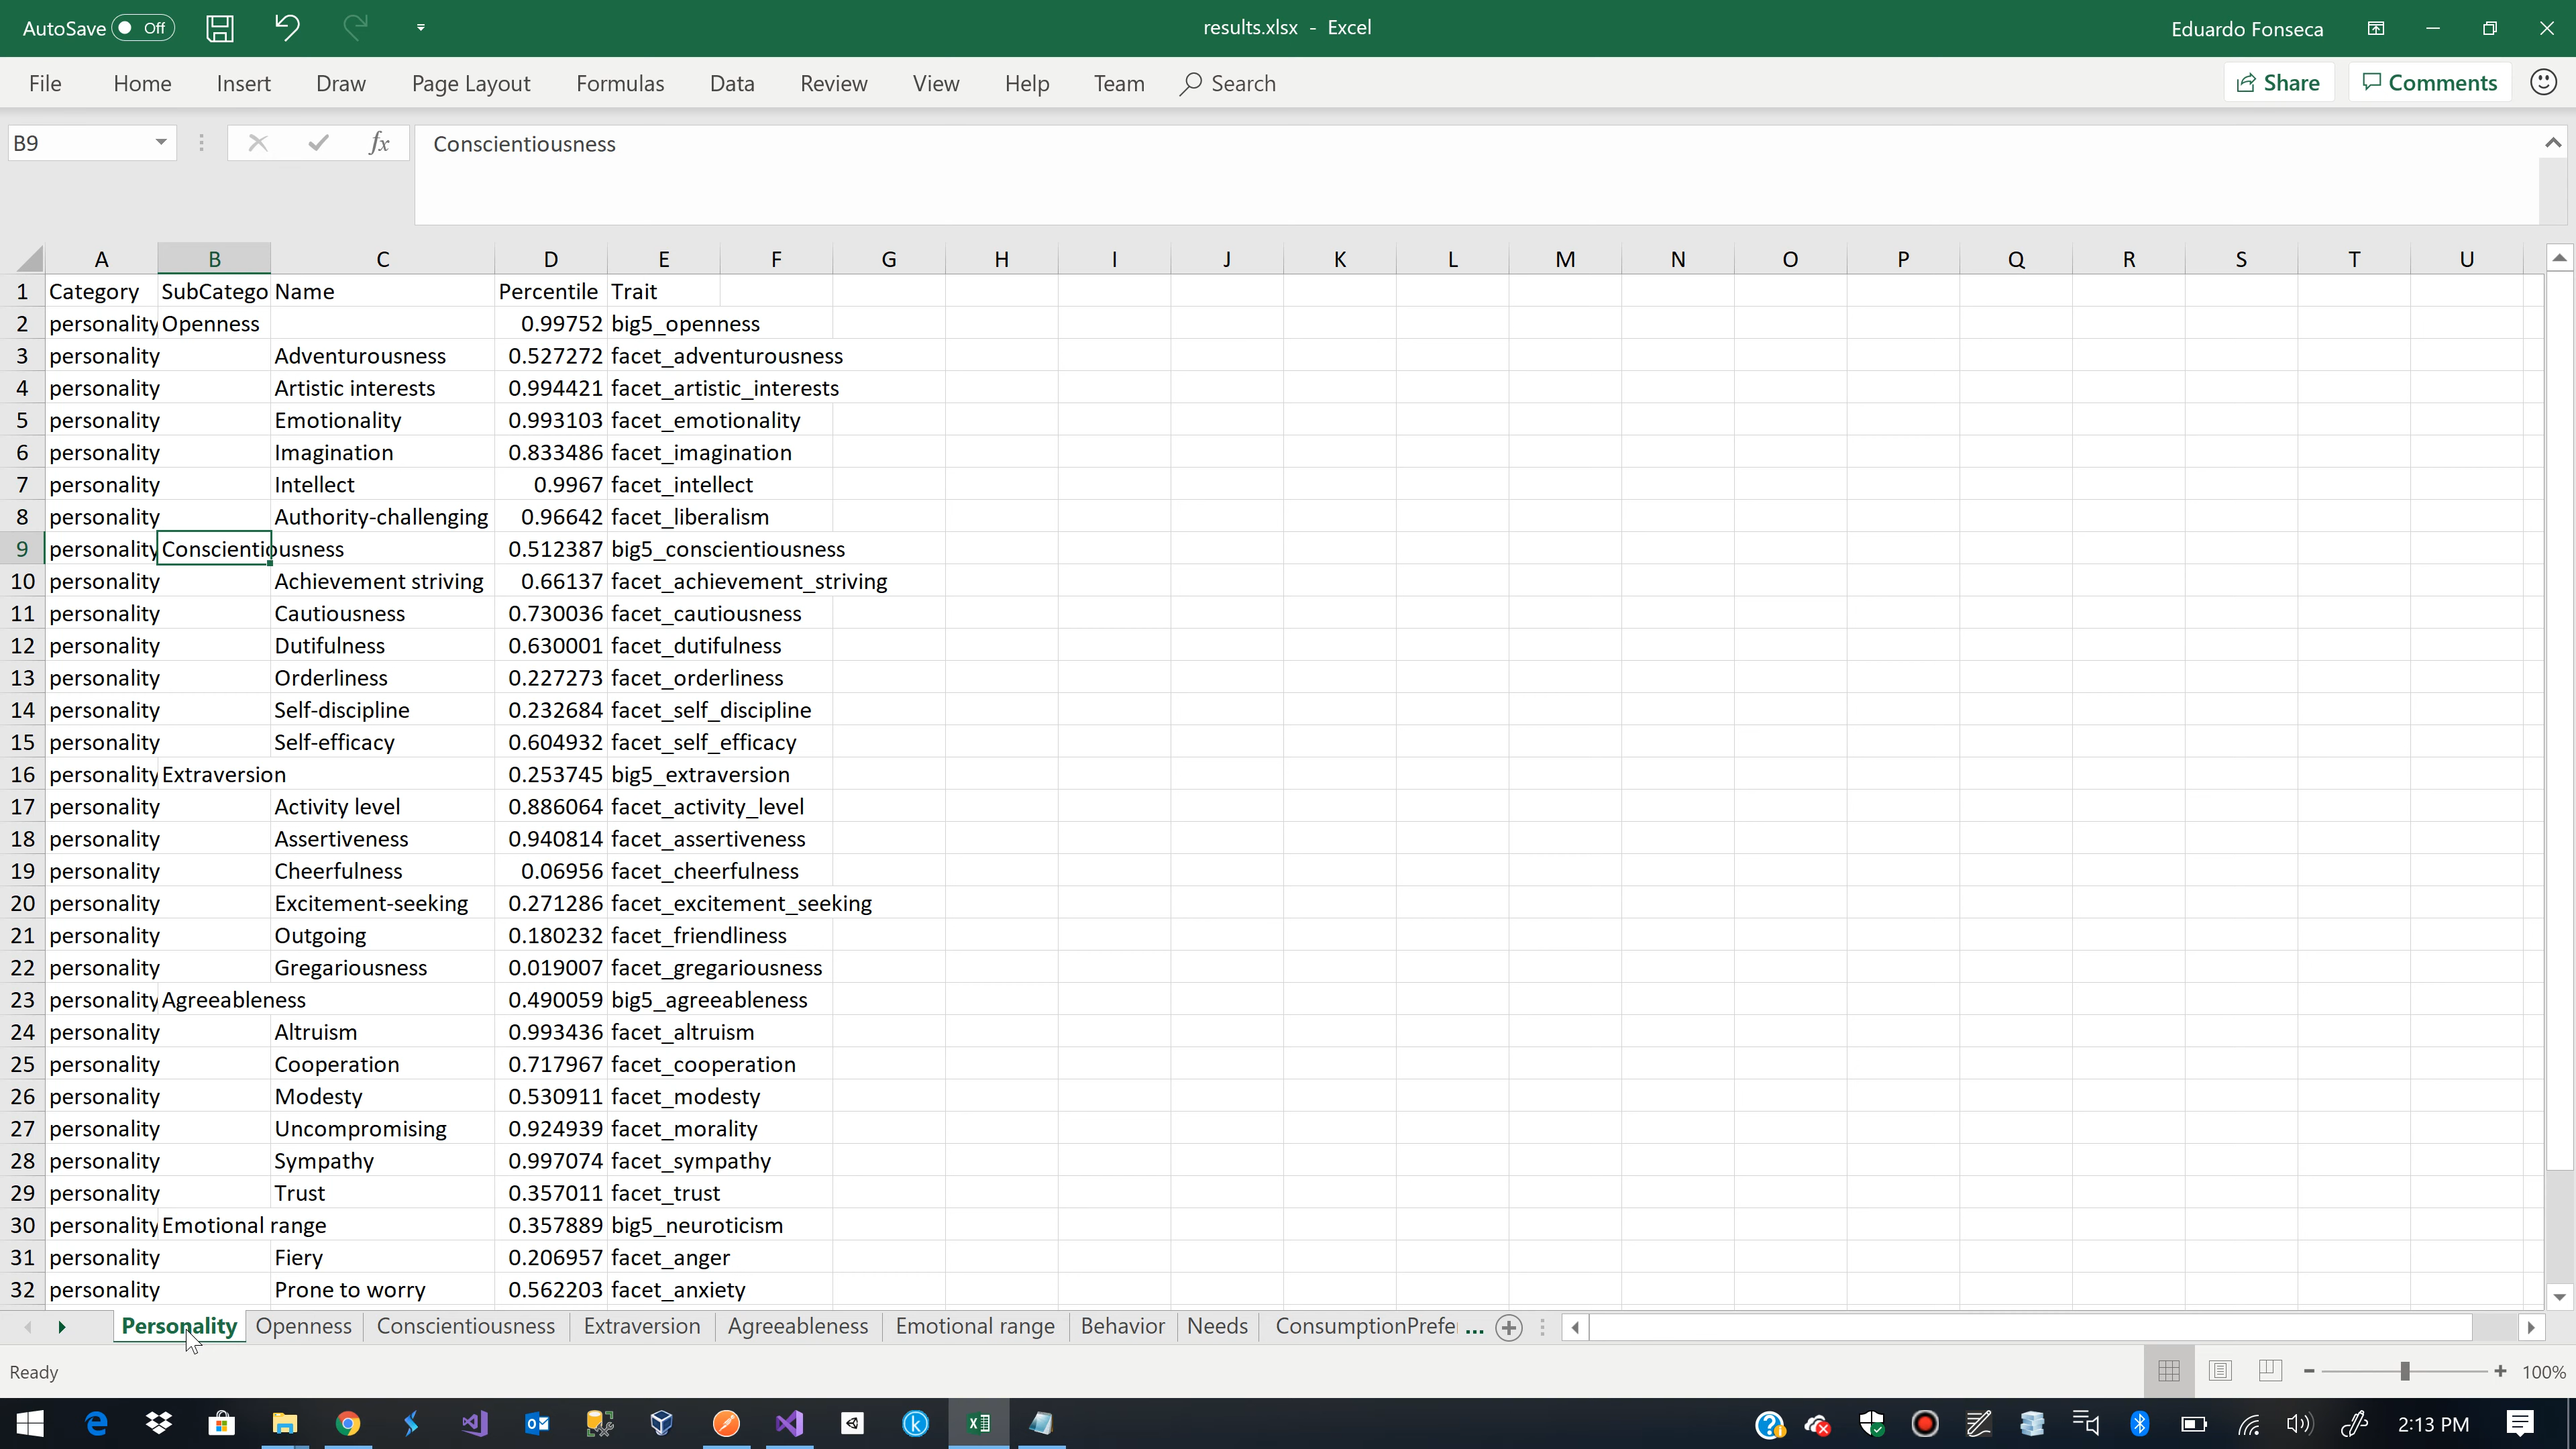 AutoSave Off results.xlsx - Excel Eduardo Fonseca
File Home Insert Draw Page Layout Formulas Data Review View Help Team Search Share Comments
B9 fx Conscientiousness
A B C D E F G H I J K L M N O P Q R S T U
1 Category SubCatego Name Percentile Trait
2 personality Openness 0.99752 big5_openness
3 personality Adventurousness 0.527272 facet_adventurousness
4 personality Artistic interests 0.994421 facet_artistic_interests
5 personality Emotionality 0.993103 facet_emotionality
6 personality Imagination 0.833486 facet_imagination
7 personality Intellect 0.9967 facet_intellect
8 personality Authority-challenging 0.96642 facet_liberalism
9 personality Conscientiousness 0.512387 big5_conscientiousness
10 personality Achievement striving 0.66137 facet_achievement_striving
11 personality Cautiousness 0.730036 facet_cautiousness
12 personality Dutifulness 0.630001 facet_dutifulness
13 personality Orderliness 0.227273 facet_orderliness
14 personality Self-discipline 0.232684 facet_self_discipline
15 personality Self-efficacy 0.604932 facet_self_efficacy
16 personality Extraversion 0.253745 big5_extraversion
17 personality Activity level 0.886064 facet_activity_level
18 personality Assertiveness 0.940814 facet_assertiveness
19 personality Cheerfulness 0.06956 facet_cheerfulness
20 personality Excitement-seeking 0.271286 facet_excitement_seeking
21 personality Outgoing 0.180232 facet_friendliness
22 personality Gregariousness 0.019007 facet_gregariousness
23 personality Agreeableness 0.490059 big5_agreeableness
24 personality Altruism 0.993436 facet_altruism
25 personality Cooperation 0.717967 facet_cooperation
26 personality Modesty 0.530911 facet_modesty
27 personality Uncompromising 0.924939 facet_morality
28 personality Sympathy 0.997074 facet_sympathy
29 personality Trust 0.357011 facet_trust
30 personality Emotional range 0.357889 big5_neuroticism
31 personality Fiery 0.206957 facet_anger
32 personality Prone to worry 0.562203 facet_anxiety
Personality Openness Conscientiousness Extraversion Agreeableness Emotional range Behavior Needs ConsumptionPrefe ...
Ready 100%
2:13 PM